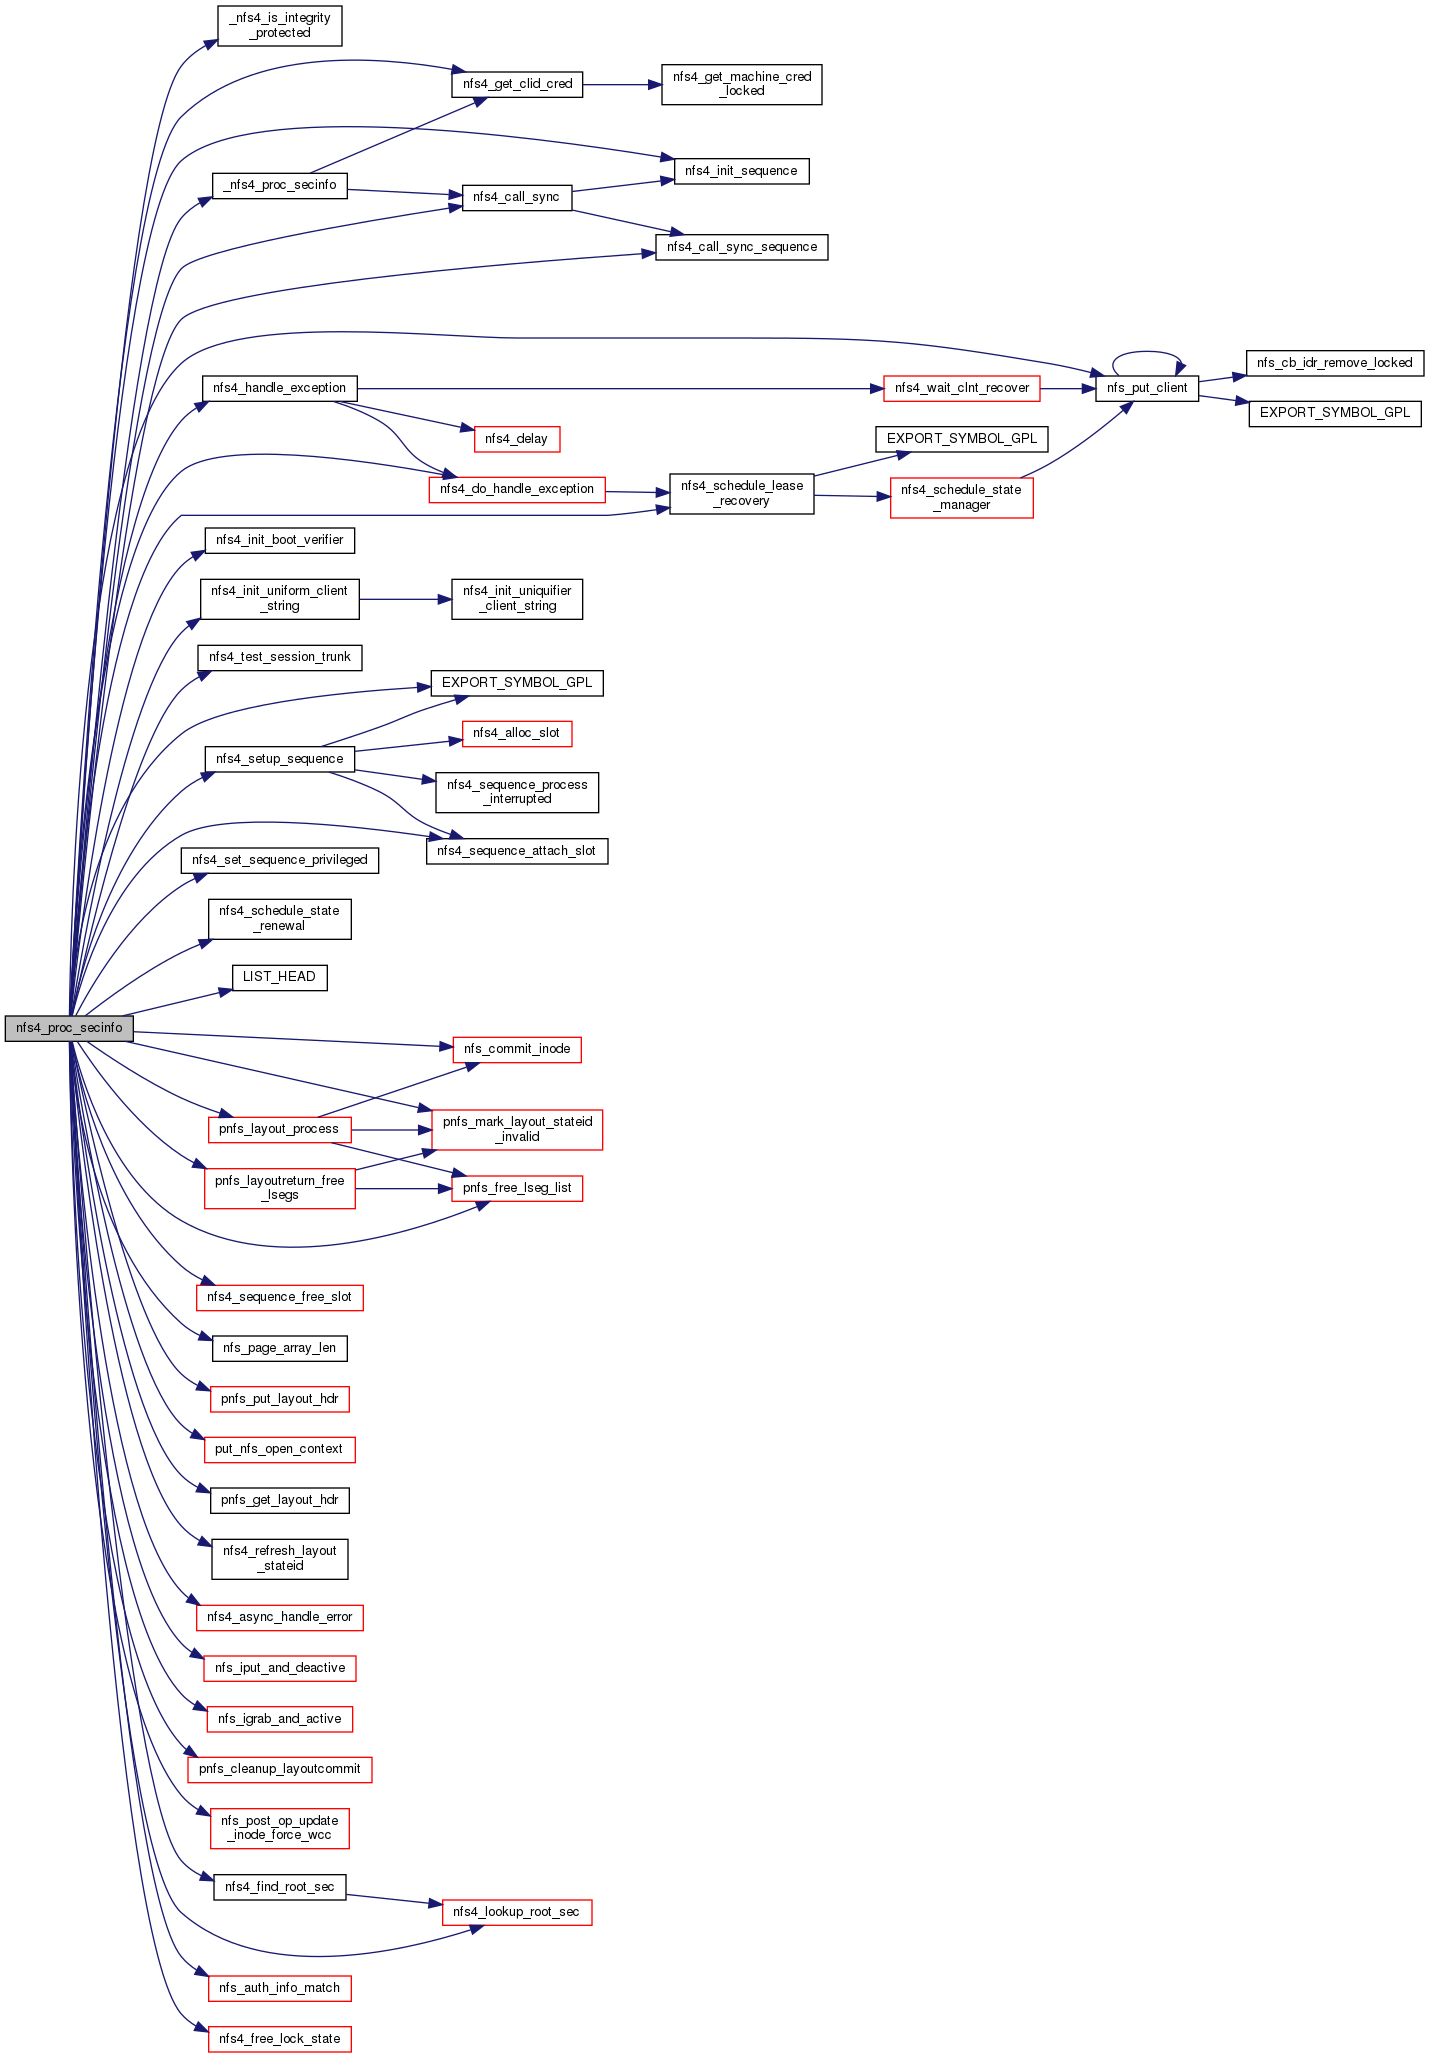 _nfs4_is_integrity
_protected
nfs4_get_clid_cred
nfs4_get_machine_cred
_locked
nfs4_init_sequence
_nfs4_proc_secinfo
nfs4_call_sync
nfs4_call_sync_sequence
nfs_cb_idr_remove_locked
nfs4_handle_exception
nfs4_wait_clnt_recover
nfs_put_client
EXPORT_SYMBOL_GPL
nfs4_delay
EXPORT_SYMBOL_GPL
nfs4_do_handle_exception
nfs4_schedule_lease
_recovery
nfs4_schedule_state
_manager
nfs4_init_boot_verifier
nfs4_init_uniform_client
_string
nfs4_init_uniquifier
_client_string
nfs4_test_session_trunk
EXPORT_SYMBOL_GPL
nfs4_alloc_slot
nfs4_setup_sequence
nfs4_sequence_process
_interrupted
nfs4_sequence_attach_slot
nfs4_set_sequence_privileged
nfs4_schedule_state
_renewal
LIST_HEAD
nfs4_proc_secinfo
nfs_commit_inode
pnfs_layout_process
pnfs_mark_layout_stateid
_invalid
pnfs_layoutreturn_free
_lsegs
pnfs_free_lseg_list
nfs4_sequence_free_slot
nfs_page_array_len
pnfs_put_layout_hdr
put_nfs_open_context
pnfs_get_layout_hdr
nfs4_refresh_layout
_stateid
nfs4_async_handle_error
nfs_iput_and_deactive
nfs_igrab_and_active
pnfs_cleanup_layoutcommit
nfs_post_op_update
_inode_force_wcc
nfs4_find_root_sec
nfs4_lookup_root_sec
nfs_auth_info_match
nfs4_free_lock_state